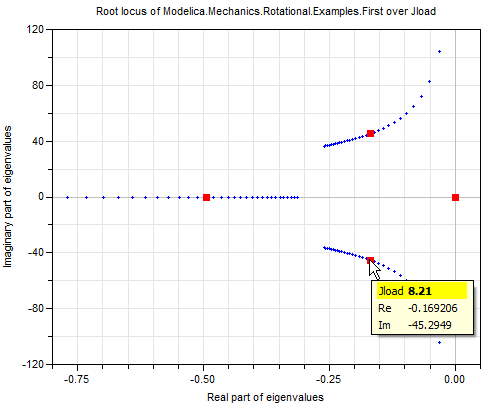 Root locus of Modelica.Mechanics.Rotational.Examples.First over Jload
120
80
40
0
-40
-80
-120
Imaginary part of eigenvalues
Jload 8.21
Re -0.169206
Im -45.2949
-0.75 -0.50 -0.25 0.00
Real part of eigenvalues